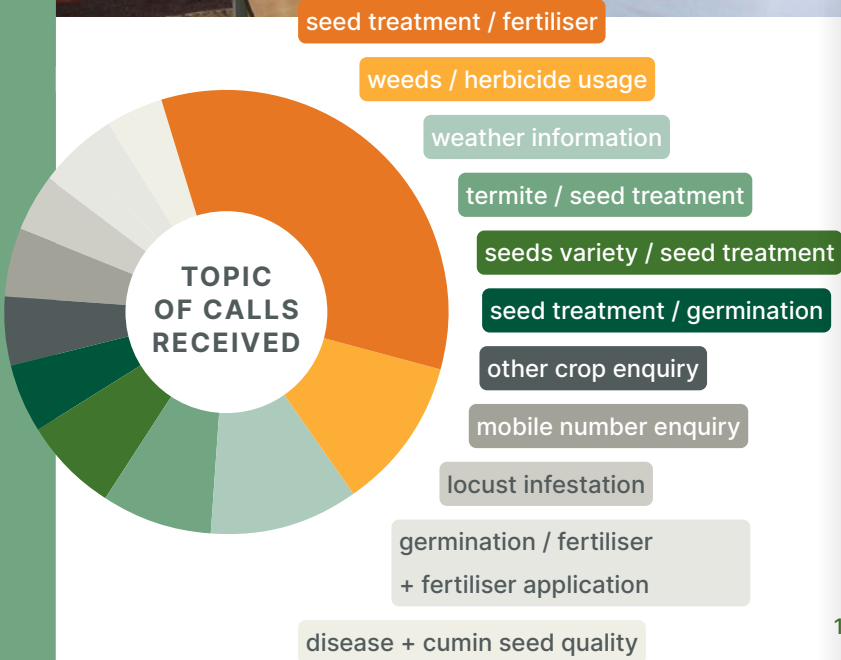 seed treatment / fertiliser
weeds / herbicide usage
weather information
termite / seed treatment
seeds variety / seed treatment
TOPIC
OF CALLS
RECEIVED
seed treatment / germination
other crop enquiry
mobile number enquiry
locust infestation
germination / fertiliser
+ fertiliser application
disease + cumin seed quality